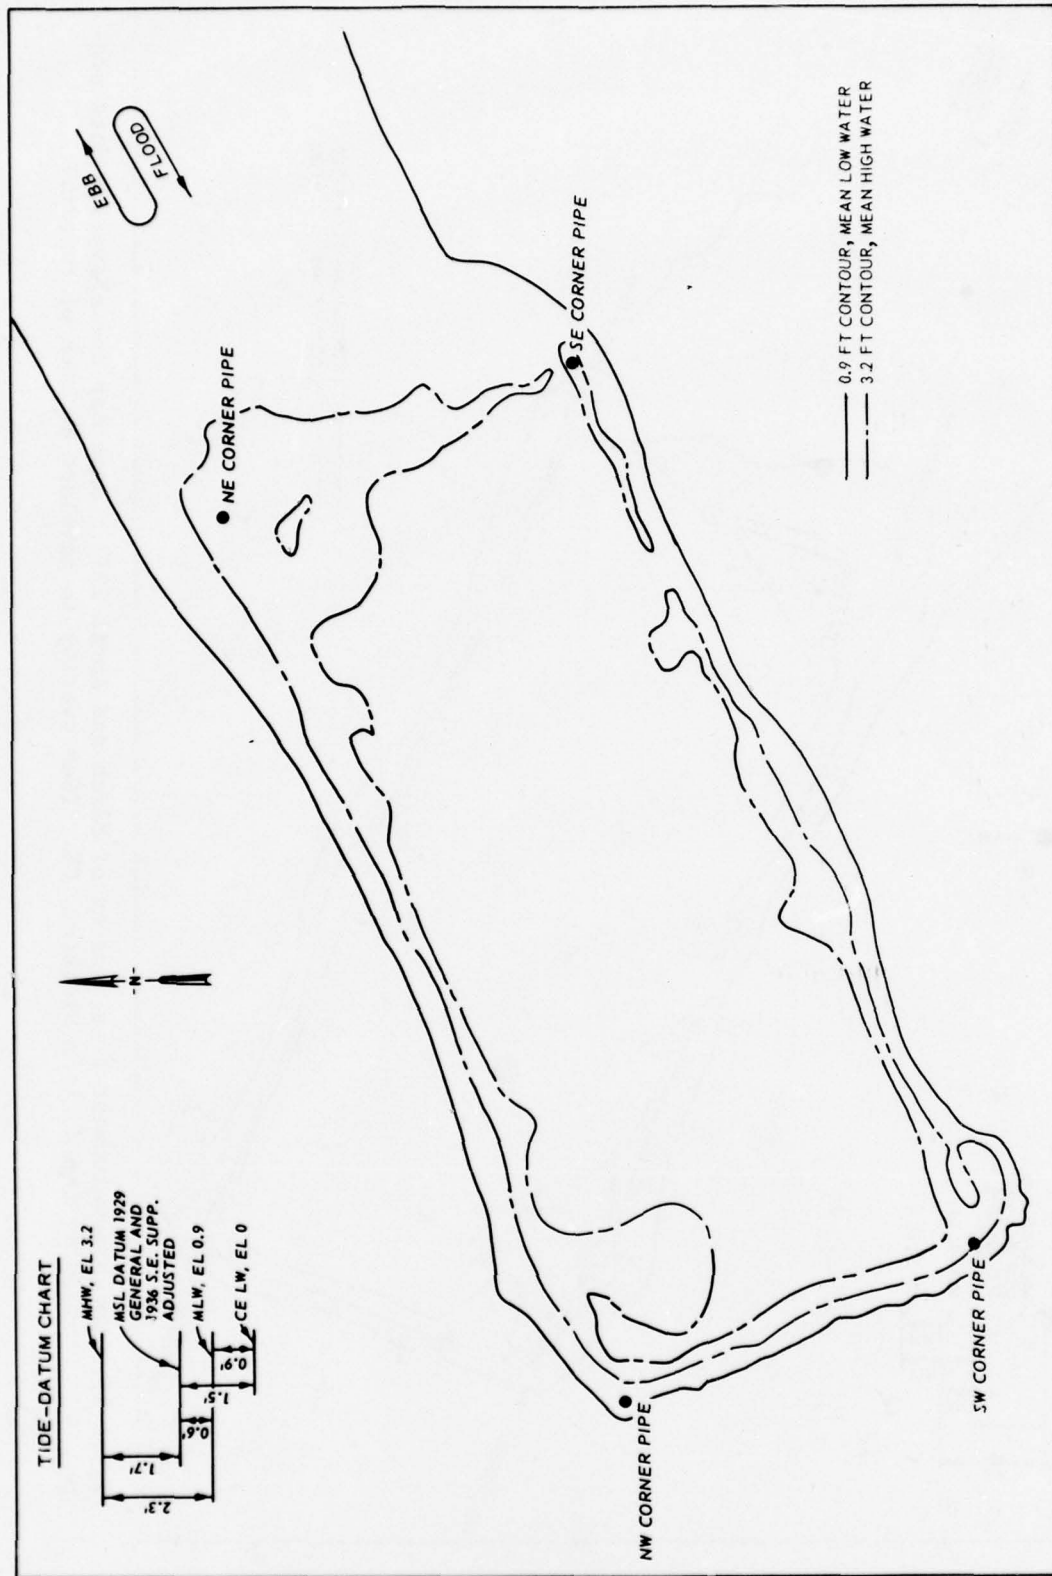 TIDE-DATUM CHART
MHW, EL 3.2
MSL DATUM 1929
GENERAL AND
1936 S.E. SUPP.
ADJUSTED
MLW, EL 0.9
CE LW, EL 0
2.3'
1.7'
0.6'
1.5'
0.9'
-N-
EBB
FLOOD
NE CORNER PIPE
SE CORNER PIPE
NW CORNER PIPE
SW CORNER PIPE
0.9 FT CONTOUR, MEAN LOW WATER
3.2 FT CONTOUR, MEAN HIGH WATER